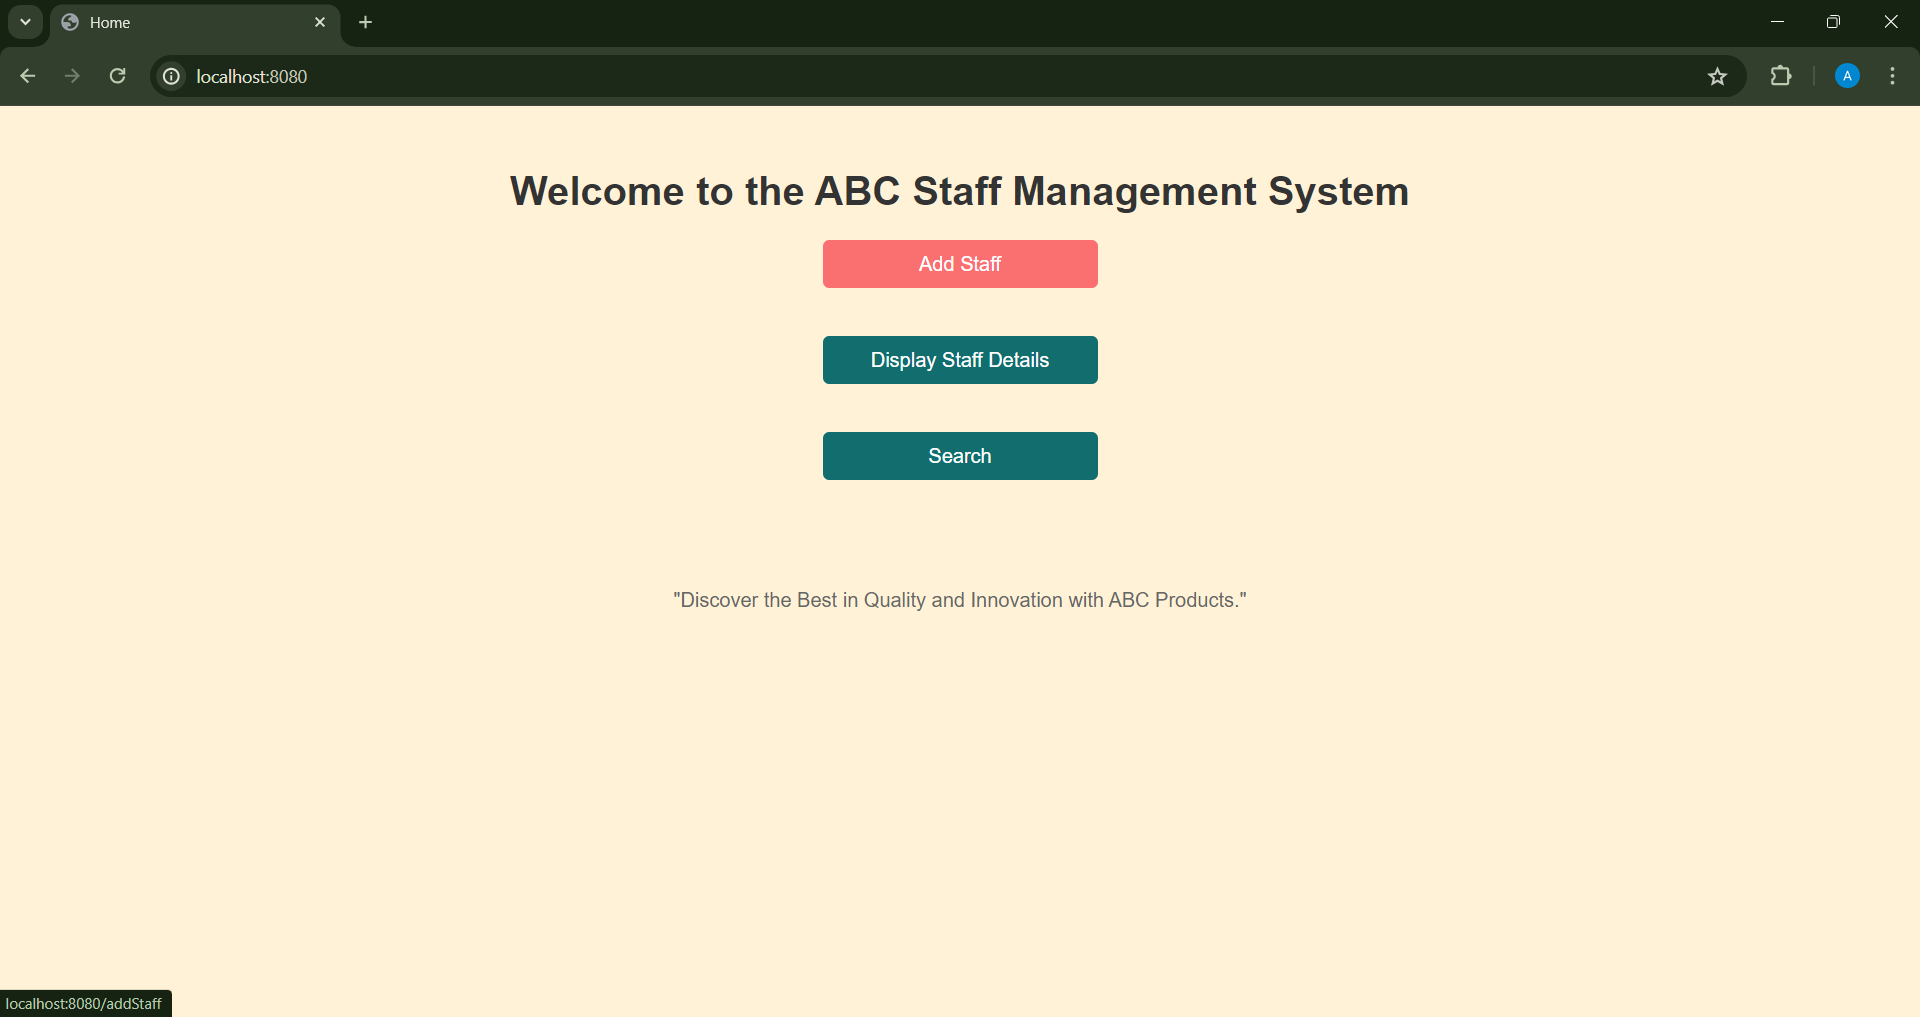 Home
localhost:8080
A
Welcome to the ABC Staff Management System
Add Staff
Display Staff Details
Search
"Discover the Best in Quality and Innovation with ABC Products."
localhost:8080/addStaff